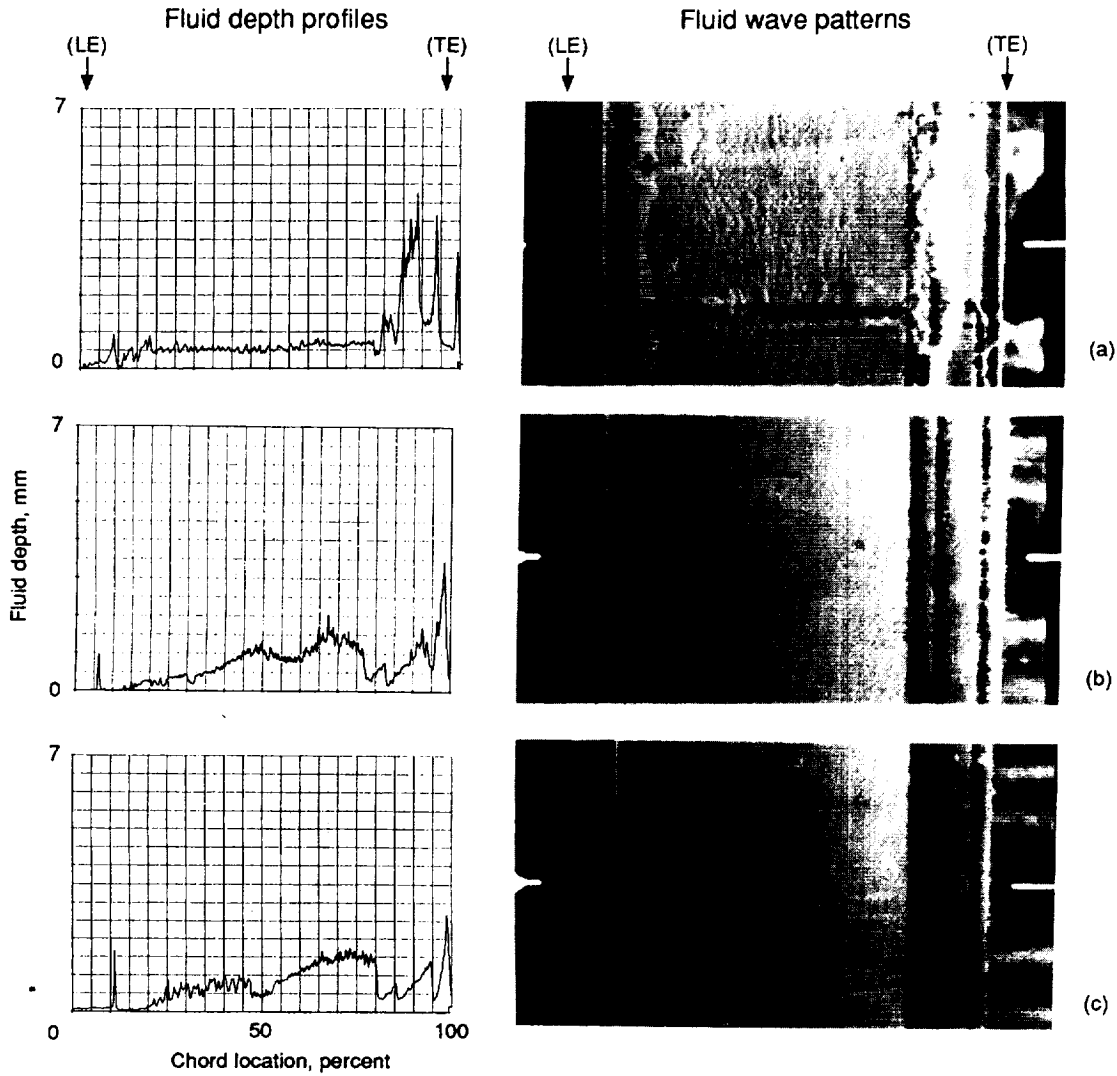 Fluid depth profiles
Fluid wave patterns
(LE)
(TE)
(LE)
(TE)
7
0
(a)
7
Fluid depth, mm
0
(b)
7
0
50
100
Chord location, percent
(c)